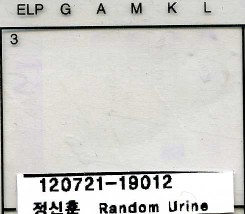 ELP G A M K L
3
120721-19012
정신훈 Random Urine